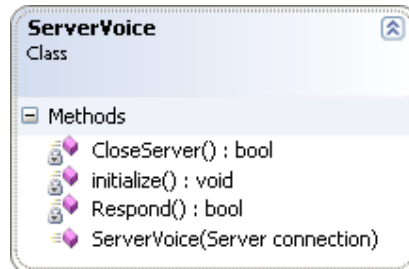 ServerVoice
Class
Methods
CloseServer() : bool
initialize() : void
Respond() : bool
ServerVoice(Server connection)